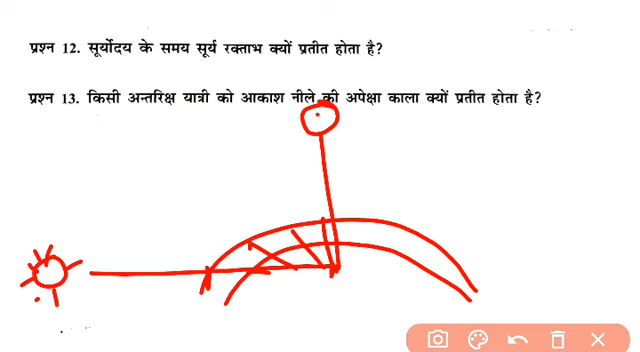 प्रश्न 12. सूर्योदय के समय सूर्य रक्ताभ क्यों प्रतीत होता है?
प्रश्न 13. किसी अन्तरिक्ष यात्री को आकाश नीले की अपेक्षा काला क्यों प्रतीत होता है?